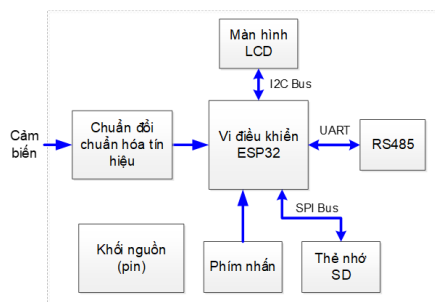 Màn hình
LCD
I2C Bus
Cảm
biến
Chuẩn đổi
chuẩn hóa tín
hiệu
Vi điều khiển
ESP32
UART
RS485
SPI Bus
Khối nguồn
(pin)
Phím nhấn
Thẻ nhớ
SD